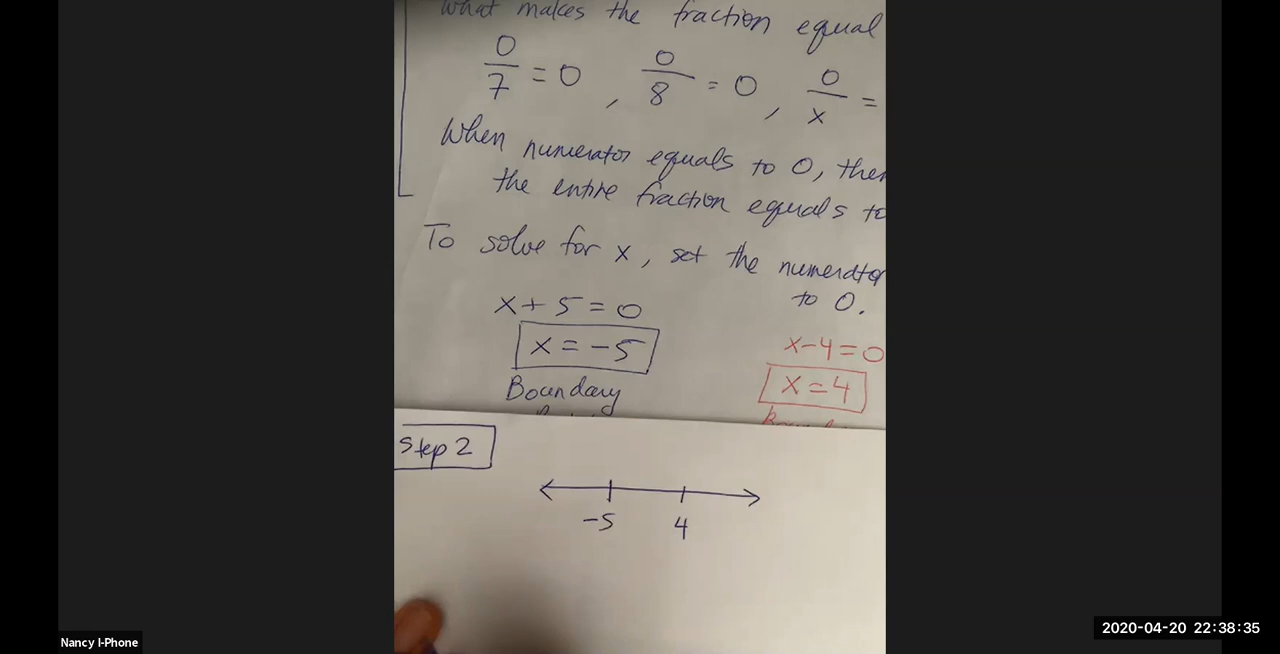 what makes the fraction equal
0/7 = 0 , 0/8 = 0 , 0/x =
When numerator equals to 0, then
the entire fraction equals to
To solve for x, set the numerator
to 0.
x + 5 = 0
x = -5
Boundary
x - 4 = 0
x = 4
Step 2
-5 4
Nancy I-Phone
2020-04-20 22:38:35